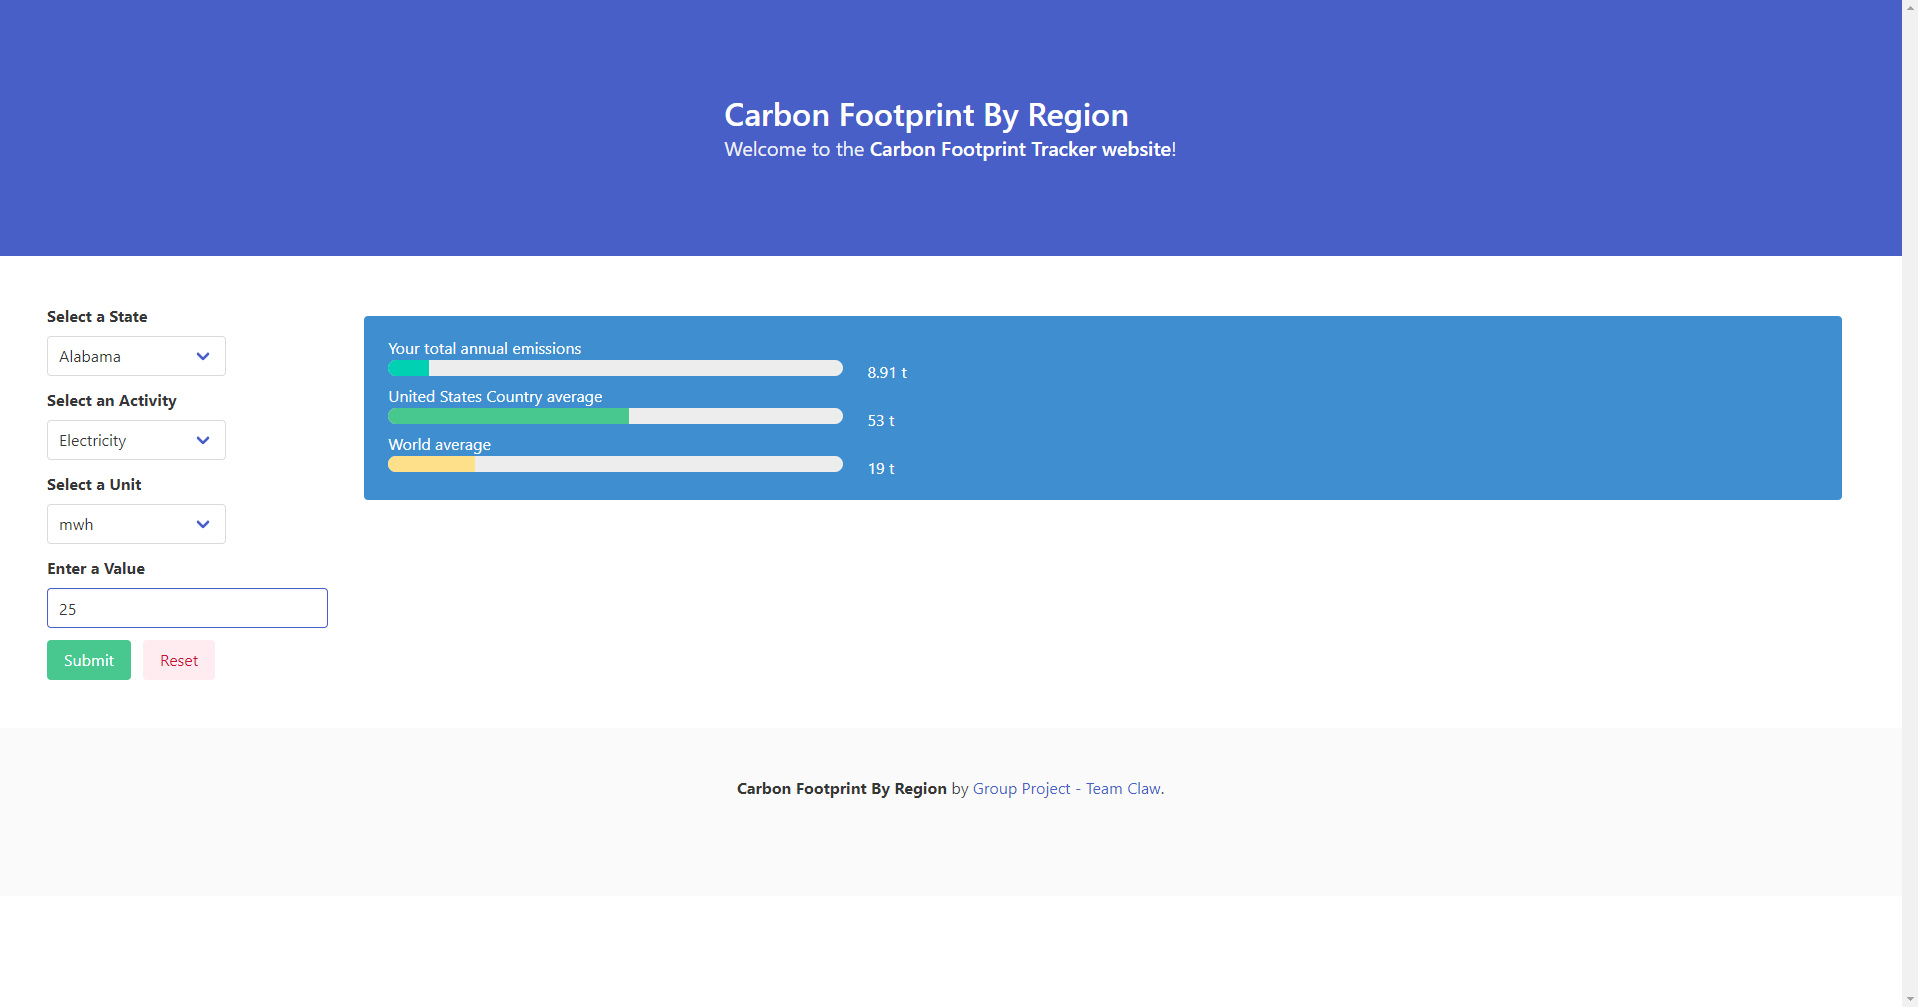 Carbon Footprint By Region
Welcome to the Carbon Footprint Tracker website!
Select a State
Alabama
Select an Activity
Electricity
Select a Unit
mwh
Enter a Value
25
Submit Reset
Your total annual emissions
8.91 t
United States Country average
53 t
World average
19 t
Carbon Footprint By Region by Group Project - Team Claw.